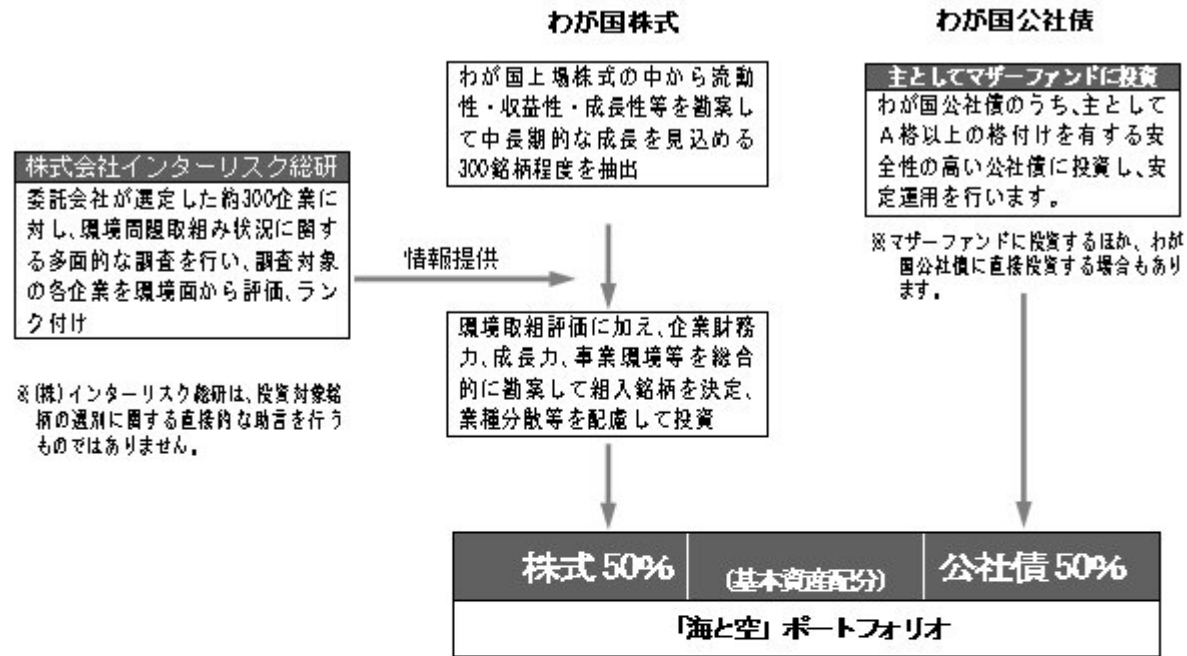 わが国株式
わが国上場株式の中から流動
性・収益性・成長性等を勘案し
て中長期的な成長を見込める
300銘柄程度を抽出
わが国公社債
主としてマザーファンドに投資
わが国公社債のうち、主として
A格以上の格付けを有する安
全性の高い公社債に投資し、安
定運用を行います。
※マザーファンドに投資するほか、わが
国公社債に直接投資する場合もあり
ます。
株式会社インターリスク総研
委託会社が選定した約300企業に
対し、環境問題取組み状況に関す
る多面的な調査を行い、調査対象
の各企業を環境面から評価、ラン
ク付け
※(株)インターリスク総研は、投資対象銘
柄の選別に関する直接的な助言を行う
ものではありません。
情報提供
環境取組評価に加え、企業財務
力、成長力、事業環境等を総合
的に勘案して組入銘柄を決定、
業種分散等を配慮して投資
株式 50% (基本資産配分) 公社債 50%
「海と空」ポートフォリオ